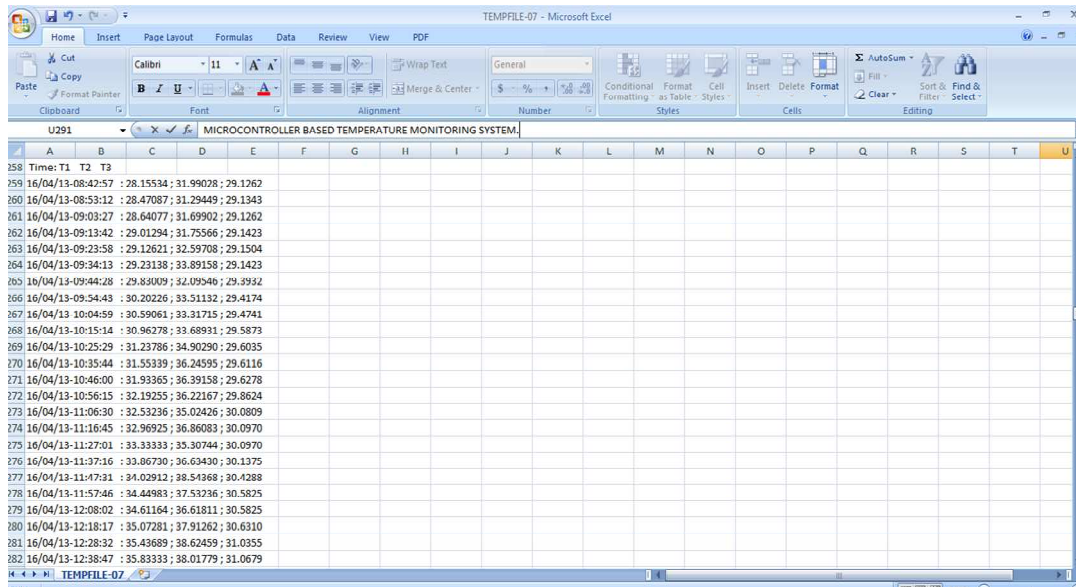 TEMPFILE-07 - Microsoft Excel
Home Insert Page Layout Formulas Data Review View PDF
Cut
Copy
Format Painter
Paste
Calibri 11 A A
B I U A
Wrap Text
Merge & Center
General
$ % ,
Conditional Formatting
Format as Table
Cell Styles
Insert Delete Format
AutoSum
Fill
Clear
Sort & Filter
Find & Select
Clipboard Font Alignment Number Styles Cells Editing
U291 fx MICROCONTROLLER BASED TEMPERATURE MONITORING SYSTEM.
A B C D E F G H I J K L M N O P Q R S T U
258 Time: T1 T2 T3
259 16/04/13-08:42:57 : 28.15534 ; 31.99028 ; 29.1262
260 16/04/13-08:53:12 : 28.47087 ; 31.29449 ; 29.1343
261 16/04/13-09:03:27 : 28.64077 ; 31.69902 ; 29.1262
262 16/04/13-09:13:42 : 29.01294 ; 31.75566 ; 29.1423
263 16/04/13-09:23:58 : 29.12621 ; 32.59708 ; 29.1504
264 16/04/13-09:34:13 : 29.23138 ; 33.89158 ; 29.1423
265 16/04/13-09:44:28 : 29.83009 ; 32.09546 ; 29.3932
266 16/04/13-09:54:43 : 30.20226 ; 33.51132 ; 29.4174
267 16/04/13-10:04:59 : 30.59061 ; 33.31715 ; 29.4741
268 16/04/13-10:15:14 : 30.96278 ; 33.68931 ; 29.5873
269 16/04/13-10:25:29 : 31.23786 ; 34.90290 ; 29.6035
270 16/04/13-10:35:44 : 31.55339 ; 36.24595 ; 29.6116
271 16/04/13-10:46:00 : 31.93365 ; 36.39158 ; 29.6278
272 16/04/13-10:56:15 : 32.19255 ; 36.22167 ; 29.8624
273 16/04/13-11:06:30 : 32.53236 ; 35.02426 ; 30.0809
274 16/04/13-11:16:45 : 32.96925 ; 36.86083 ; 30.0970
275 16/04/13-11:27:01 : 33.33333 ; 35.30744 ; 30.0970
276 16/04/13-11:37:16 : 33.86730 ; 36.63430 ; 30.1375
277 16/04/13-11:47:31 : 34.02912 ; 38.54368 ; 30.4288
278 16/04/13-11:57:46 : 34.44983 ; 37.53236 ; 30.5825
279 16/04/13-12:08:02 : 34.61164 ; 36.61811 ; 30.5825
280 16/04/13-12:18:17 : 35.07281 ; 37.91262 ; 30.6310
281 16/04/13-12:28:32 : 35.43689 ; 38.62459 ; 31.0355
282 16/04/13-12:38:47 : 35.83333 ; 38.01779 ; 31.0679
TEMPFILE-07